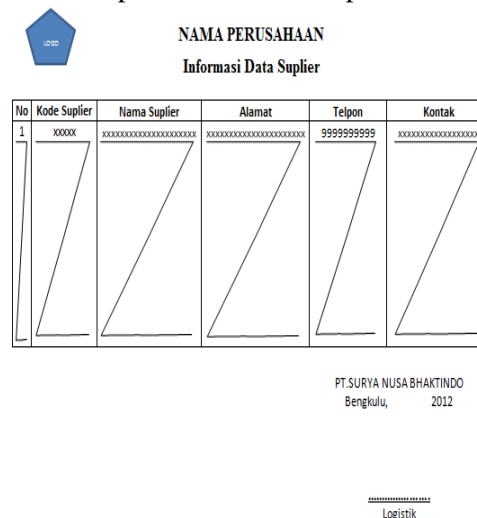 LOGO
NAMA PERUSAHAAN
Informasi Data Suplier
No Kode Suplier Nama Suplier Alamat Telpon Kontak
1 xxxxx xxxxxxxxxxxxxxxxxxxxx xxxxxxxxxxxxxxxxxxxxxx 9999999999 xxxxxxxxxxxxxxxxxx
PT.SURYA NUSA BHAKTINDO
Bengkulu, 2012
.....................
Logistik